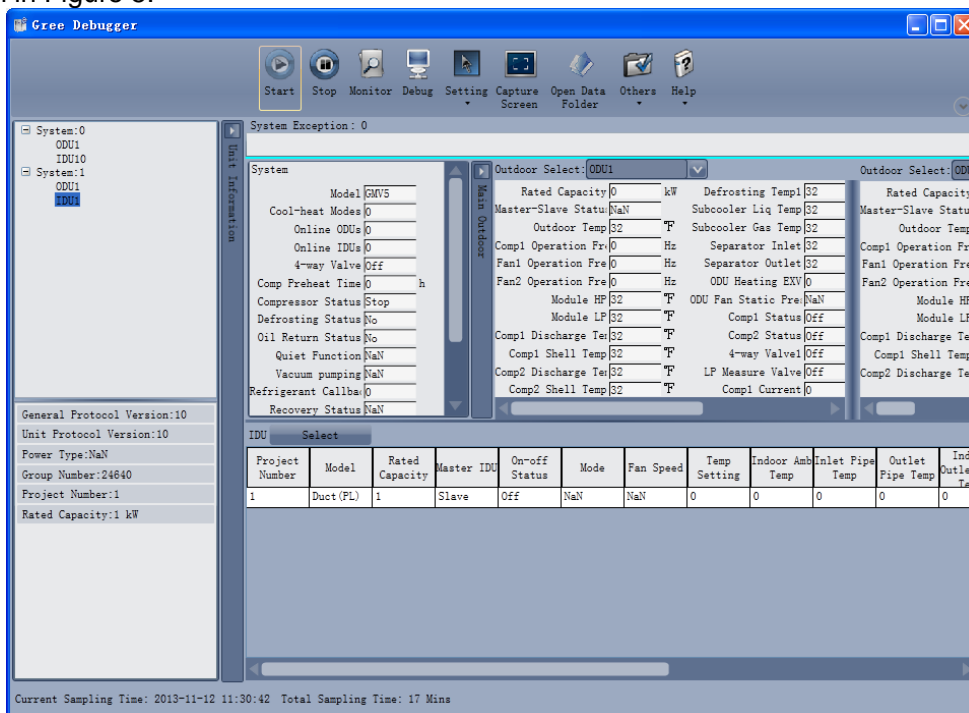 in Figure
Gree Debugger
Start Stop Monitor Debug Setting Capture Screen Open Data Folder Others Help
System Exception: 0
System:0
ODU1
IDU10
System:1
ODU1
IDU1
Unit Information
General Protocol Version:10
Unit Protocol Version:10
Power Type:NaN
Group Number:24640
Project Number:1
Rated Capacity:1 kW
System
Model GMV5
Cool-heat Modes 0
Online ODUs 0
Online IDUs 0
4-way Valve Off
Comp Preheat Time 0 h
Compressor Status Stop
Defrosting Status No
Oil Return Status No
Quiet Function NaN
Vacuum pumping NaN
Refrigerant Callba 0
Recovery Status NaN
Main Outdoor
Outdoor Select: ODU1
Rated Capacity 0 kW Defrosting Temp1 32
Master-Slave Statu NaN Subcooler Liq Temp 32
Outdoor Temp 32 ℉ Subcooler Gas Temp 32
Comp1 Operation Fr 0 Hz Separator Inlet 32
Fan1 Operation Fre 0 Hz Separator Outlet 32
Fan2 Operation Fre 0 Hz ODU Heating EXV 0
Module HP 32 ℉ ODU Fan Static Pre NaN
Module LP 32 ℉ Comp1 Status Off
Comp1 Discharge Te 32 ℉ Comp2 Status Off
Comp1 Shell Temp 32 ℉ 4-way Valve1 Off
Comp2 Discharge Te 32 ℉ LP Measure Valve Off
Comp2 Shell Temp 32 ℉ Comp1 Current 0
Outdoor Select: OD
Rated Capacity
Master-Slave Statu
Outdoor Temp
Comp1 Operation Fr
Fan1 Operation Fre
Fan2 Operation Fre
Module HP
Module LP
Comp1 Discharge Te
Comp1 Shell Temp
Comp2 Discharge Te
IDU Select
Project Number Model Rated Capacity Master IDU On-off Status Mode Fan Speed Temp Setting Indoor Amb Temp Inlet Pipe Temp Outlet Pipe Temp Ind Outle Te
1 Duct(PL) 1 Slave Off NaN NaN 0 0 0 0 0
Current Sampling Time: 2013-11-12 11:30:42 Total Sampling Time: 17 Mins